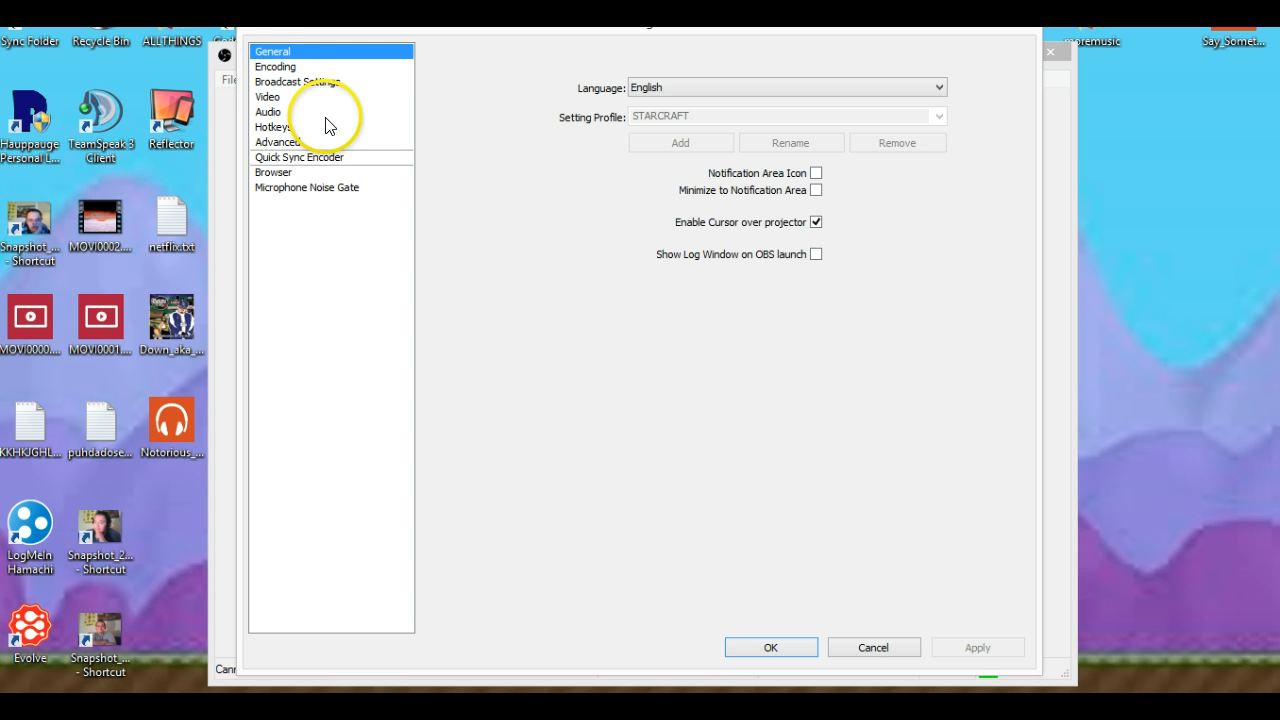 Sync Folder
Recycle Bin
ALLTHINGS
moremusic
Say_Somet...
File
General
Encoding
Broadcast Settings
Video
Audio
Hotkeys
Advanced
Quick Sync Encoder
Browser
Microphone Noise Gate
Language:
English
Setting Profile:
STARCRAFT
Add
Rename
Remove
Notification Area Icon
Minimize to Notification Area
Enable Cursor over projector
Show Log Window on OBS launch
OK
Cancel
Apply
Hauppauge
Personal L...
TeamSpeak 3
Client
Reflector
Snapshot_...
- Shortcut
MOVI0002....
netflix.txt
MOVI0000....
MOVI0001....
Down_aka_...
KKHKJGHL...
puhdadose...
Notorious_...
LogMeIn
Hamachi
Snapshot_2...
- Shortcut
Evolve
Snapshot_...
- Shortcut